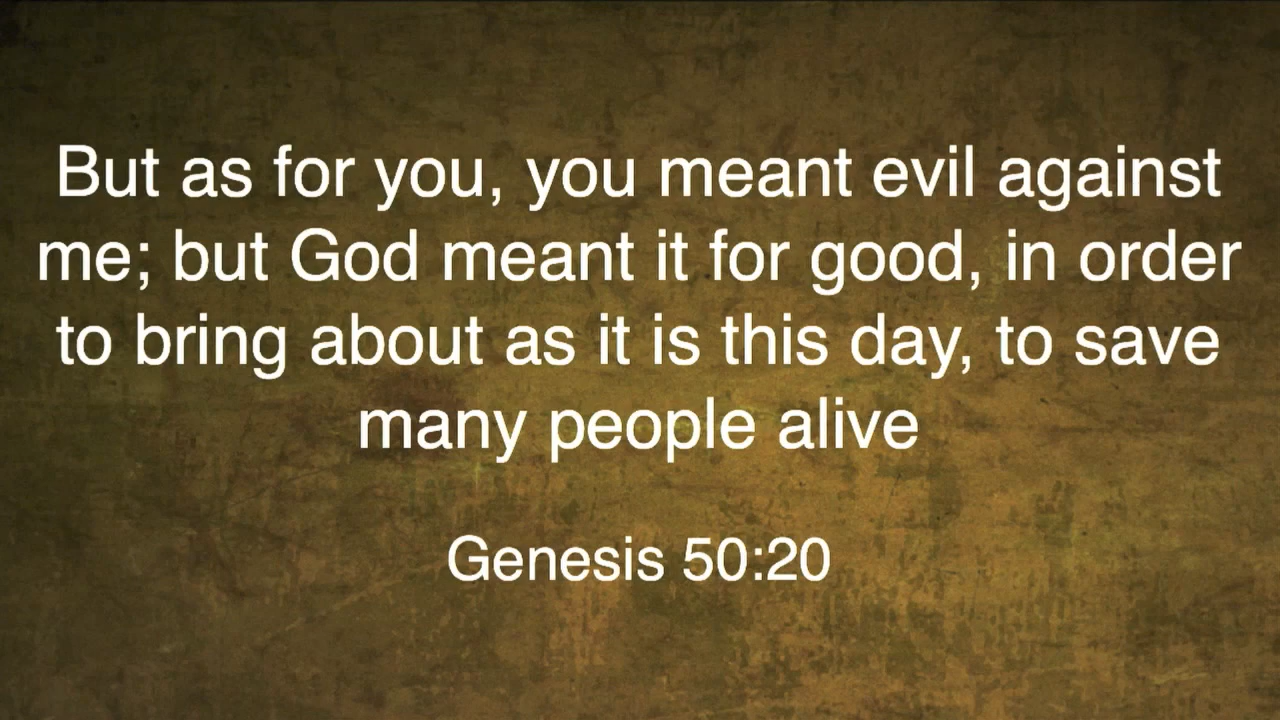 But as for you, you meant evil against
me; but God meant it for good, in order
to bring about as it is this day, to save
many people alive
Genesis 50:20